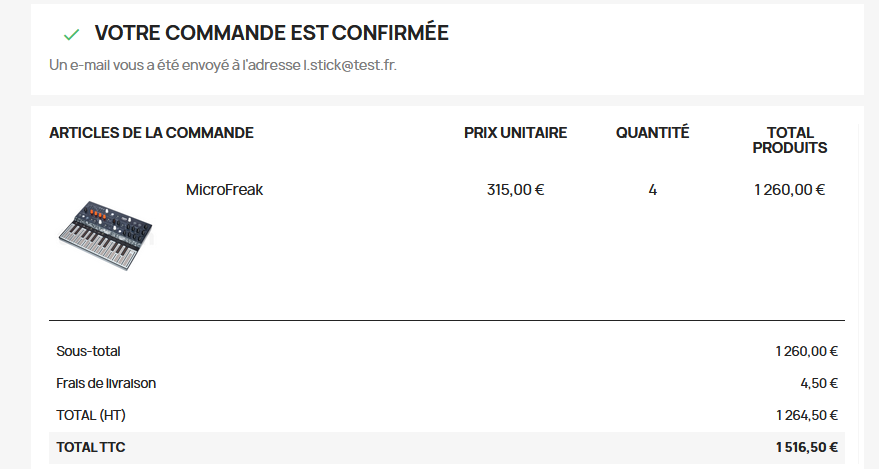 VOTRE COMMANDE EST CONFIRMÉE
Un e-mail vous a été envoyé à l'adresse l.stick@test.fr.
ARTICLES DE LA COMMANDE PRIX UNITAIRE QUANTITÉ TOTAL
PRODUITS
MicroFreak 315,00 € 4 1 260,00 €
Sous-total 1 260,00 €
Frais de livraison 4,50 €
TOTAL (HT) 1 264,50 €
TOTAL TTC 1 516,50 €